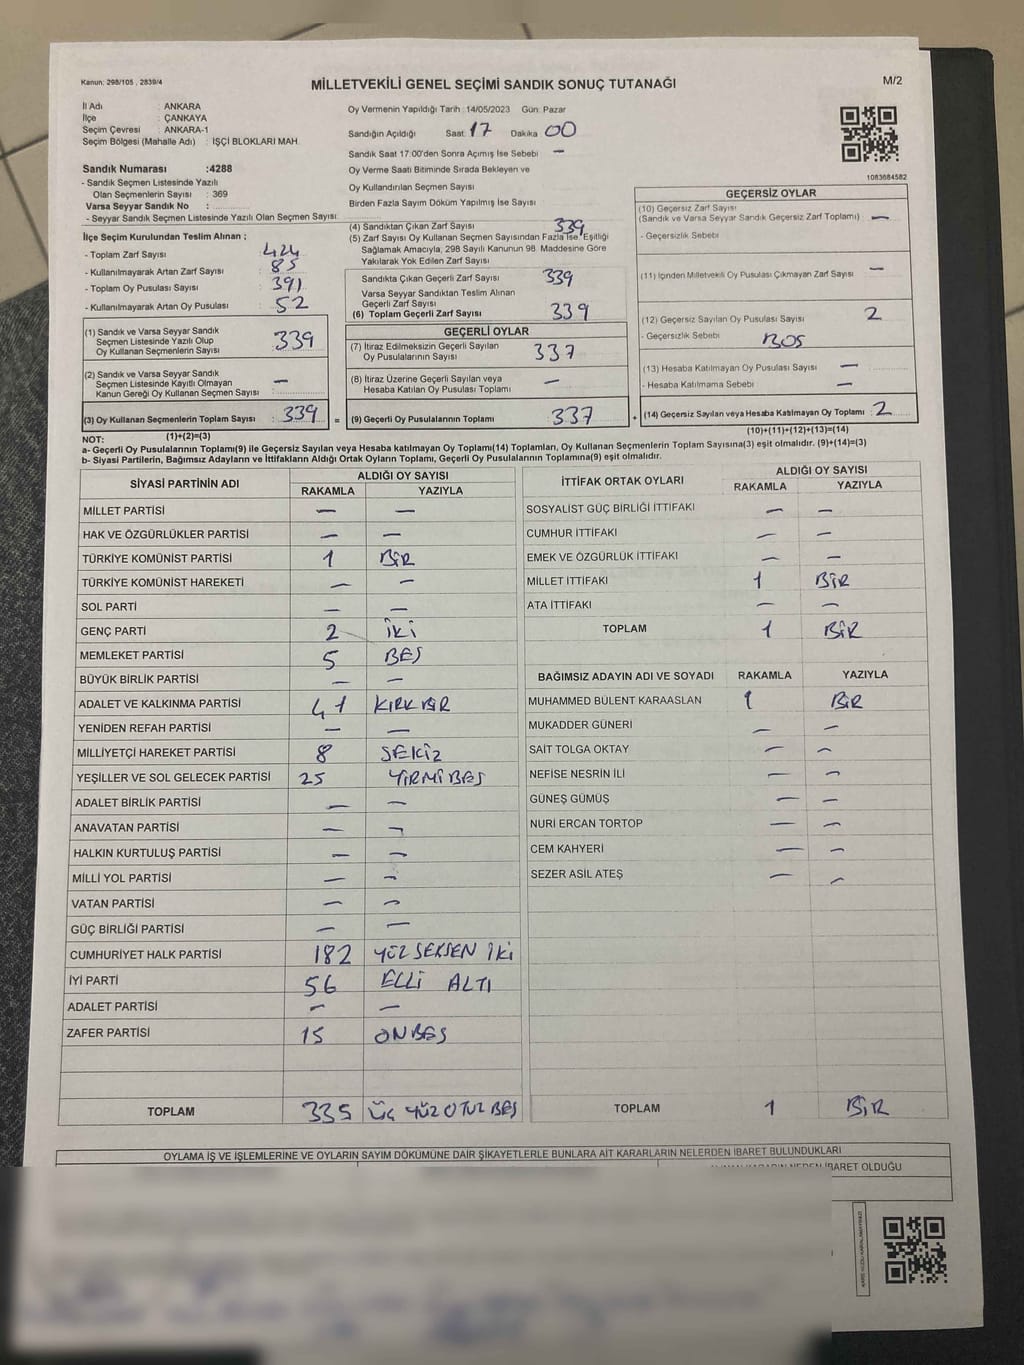 Kanun: 298/105 , 2839/4
MİLLETVEKİLİ GENEL SEÇİMİ SANDIK SONUÇ TUTANAĞI
M/2
İl Adı : ANKARA
İlçe : ÇANKAYA
Seçim Çevresi : ANKARA-1
Seçim Bölgesi (Mahalle Adı) : İŞÇİ BLOKLARI MAH.
Sandık Numarası :4288
- Sandık Seçmen Listesinde Yazılı
Olan Seçmenlerin Sayısı : 369
Varsa Seyyar Sandık No :
- Seyyar Sandık Seçmen Listesinde Yazılı Olan Seçmen Sayısı:
İlçe Seçim Kurulundan Teslim Alınan ;
- Toplam Zarf Sayısı : 424
- Kullanılmayarak Artan Zarf Sayısı : 85
- Toplam Oy Pusulası Sayısı : 391
- Kullanılmayarak Artan Oy Pusulası : 52
(1) Sandık ve Varsa Seyyar Sandık
Seçmen Listesinde Yazılı Olup
Oy Kullanan Seçmenlerin Sayısı : 339
(2) Sandık ve Varsa Seyyar Sandık
Seçmen Listesinde Kayıtlı Olmayan
Kanun Gereği Oy Kullanan Seçmen Sayısı : —
(3) Oy Kullanan Seçmenlerin Toplam Sayısı : 339 =
(1)+(2)=(3)
Oy Vermenin Yapıldığı Tarih :14/05/2023 Gün: Pazar
Sandığın Açıldığı Saat 17 Dakika 00
Sandık Saat 17:00'den Sonra Açımış İse Sebebi : —
Oy Verme Saati Bitiminde Sırada Bekleyen ve
Oy Kullandırılan Seçmen Sayısı :
Birden Fazla Sayım Döküm Yapılmış İse Sayısı :
(4) Sandıktan Çıkan Zarf Sayısı : 339
(5) Zarf Sayısı Oy Kullanan Seçmen Sayısından Fazla İse Eşitliği
Sağlamak Amacıyla, 298 Sayılı Kanunun 98. Maddesine Göre
Yakılarak Yok Edilen Zarf Sayısı :
Sandıkta Çıkan Geçerli Zarf Sayısı : 339
Varsa Seyyar Sandıktan Teslim Alınan
Geçerli Zarf Sayısı :
(6) Toplam Geçerli Zarf Sayısı : 339
GEÇERLİ OYLAR
(7) İtiraz Edilmeksizin Geçerli Sayılan
Oy Pusulalarının Sayısı : 337
(8) İtiraz Üzerine Geçerli Sayılan veya
Hesaba Katılan Oy Pusulası Toplamı : —
(9) Geçerli Oy Pusulalarının Toplamı : 337 +
1083684582
GEÇERSİZ OYLAR
(10) Geçersiz Zarf Sayısı
(Sandık ve Varsa Seyyar Sandık Geçersiz Zarf Toplamı) : —
- Geçersizlik Sebebi :
(11) İçinden Milletvekili Oy Pusulası Çıkmayan Zarf Sayısı : —
(12) Geçersiz Sayılan Oy Pusulası Sayısı : 2
- Geçersizlik Sebebi : BOŞ
(13) Hesaba Katılmayan Oy Pusulası Sayısı : —
- Hesaba Katılmama Sebebi : —
(14) Geçersiz Sayılan veya Hesaba Katılmayan Oy Toplamı : 2
(10)+(11)+(12)+(13)=(14)
NOT:
a- Geçerli Oy Pusulalarının Toplamı(9) ile Geçersiz Sayılan veya Hesaba katılmayan Oy Toplamı(14) Toplamları, Oy Kullanan Seçmenlerin Toplam Sayısına(3) eşit olmalıdır. (9)+(14)=(3)
b- Siyasi Partilerin, Bağımsız Adayların ve İttifakların Aldığı Ortak Oyların Toplamı, Geçerli Oy Pusulalarının Toplamına(9) eşit olmalıdır.
SİYASİ PARTİNİN ADI ALDIĞI OY SAYISI
RAKAMLA YAZIYLA
MİLLET PARTİSİ — —
HAK VE ÖZGÜRLÜKLER PARTİSİ — —
TÜRKİYE KOMÜNİST PARTİSİ 1 BİR
TÜRKİYE KOMÜNİST HAREKETİ — —
SOL PARTİ — —
GENÇ PARTİ 2 İKİ
MEMLEKET PARTİSİ 5 BEŞ
BÜYÜK BİRLİK PARTİSİ — —
ADALET VE KALKINMA PARTİSİ 41 KIRK BİR
YENİDEN REFAH PARTİSİ — —
MİLLİYETÇİ HAREKET PARTİSİ 8 SEKİZ
YEŞİLLER VE SOL GELECEK PARTİSİ 25 YİRMİ BEŞ
ADALET BİRLİK PARTİSİ — —
ANAVATAN PARTİSİ — —
HALKIN KURTULUŞ PARTİSİ — —
MİLLİ YOL PARTİSİ — —
VATAN PARTİSİ — —
GÜÇ BİRLİĞİ PARTİSİ — —
CUMHURİYET HALK PARTİSİ 182 YÜZ SEKSEN İKİ
İYİ PARTİ 56 ELLİ ALTI
ADALET PARTİSİ — —
ZAFER PARTİSİ 15 ONBEŞ
TOPLAM 335 ÜÇ YÜZ OTUZ BEŞ
İTTİFAK ORTAK OYLARI ALDIĞI OY SAYISI
RAKAMLA YAZIYLA
SOSYALİST GÜÇ BİRLİĞİ İTTİFAKI — —
CUMHUR İTTİFAKI — —
EMEK VE ÖZGÜRLÜK İTTİFAKI — —
MİLLET İTTİFAKI 1 BİR
ATA İTTİFAKI — —
TOPLAM 1 BİR
BAĞIMSIZ ADAYIN ADI VE SOYADI RAKAMLA YAZIYLA
MUHAMMED BÜLENT KARAASLAN 1 BİR
MUKADDER GÜNERİ — —
SAİT TOLGA OKTAY — —
NEFİSE NESRİN İLİ — —
GÜNEŞ GÜMÜŞ — —
NURİ ERCAN TORTOP — —
CEM KAHYERİ — —
SEZER ASİL ATEŞ — —
TOPLAM 1 BİR
OYLAMA İŞ VE İŞLEMLERİNE VE OYLARIN SAYIM DÖKÜMÜNE DAİR ŞİKAYETLERLE BUNLARA AİT KARARLARIN NELERDEN İBARET BULUNDUKLARI
İBARET OLDUĞU